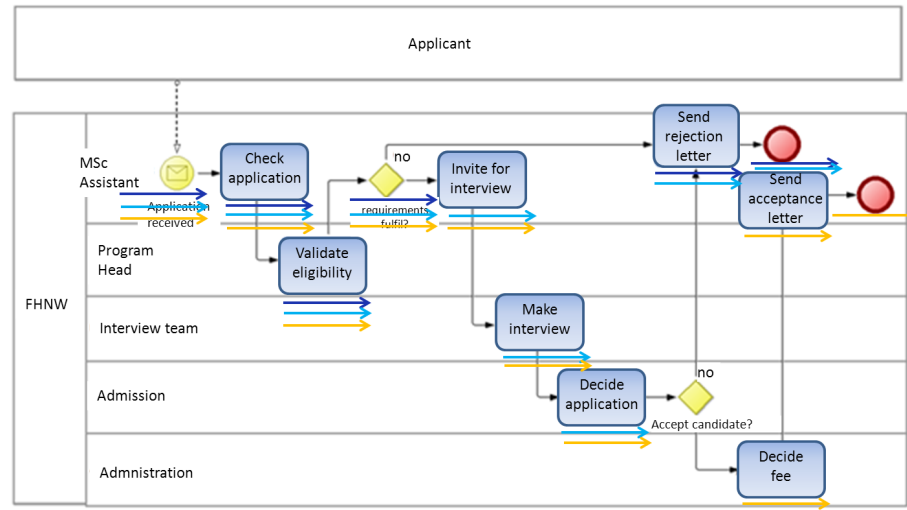 Applicant
FHNW
MSc
Assistant
Application
received
Check
application
no
requirements
fulfil?
Invite for
interview
Send
rejection
letter
Send
acceptance
letter
Program
Head
Validate
eligibility
Interview team
Make
interview
Admission
Decide
application
no
Accept candidate?
Admnistration
Decide
fee